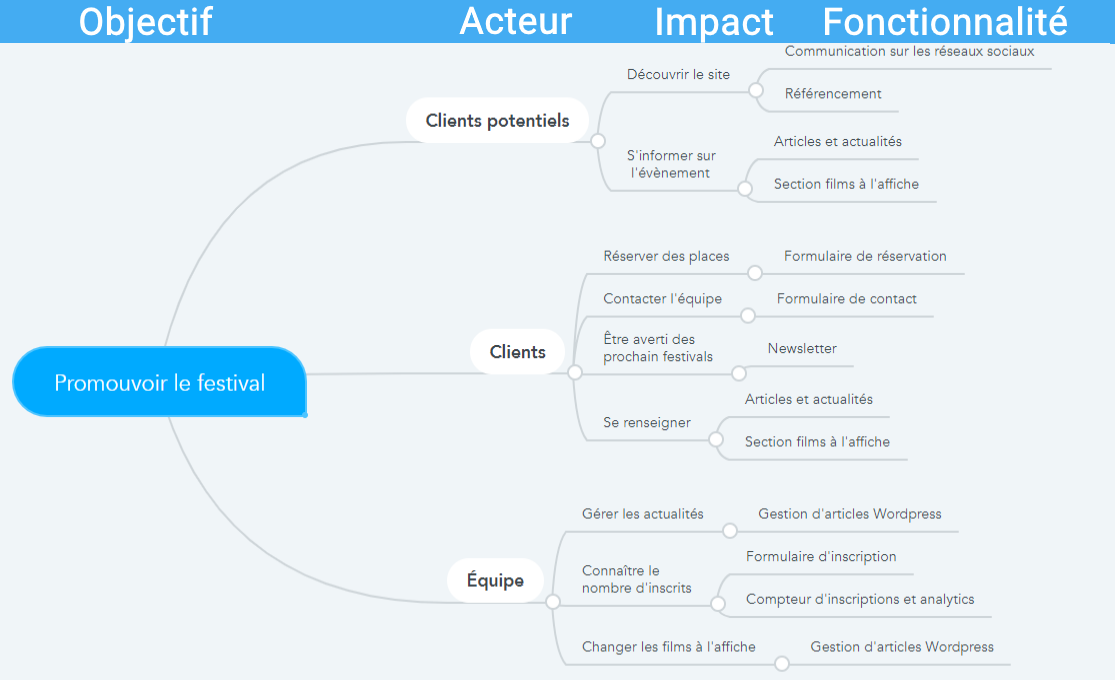 Objectif
Acteur
Impact
Fonctionnalité
Promouvoir le festival
Clients potentiels
Découvrir le site
Communication sur les réseaux sociaux
Référencement
S'informer sur
l'évènement
Articles et actualités
Section films à l'affiche
Clients
Réserver des places
Formulaire de réservation
Contacter l'équipe
Formulaire de contact
Être averti des
prochain festivals
Newsletter
Se renseigner
Articles et actualités
Section films à l'affiche
Équipe
Gérer les actualités
Gestion d'articles Wordpress
Connaître le
nombre d'inscrits
Formulaire d'inscription
Compteur d'inscriptions et analytics
Changer les films à l'affiche
Gestion d'articles Wordpress